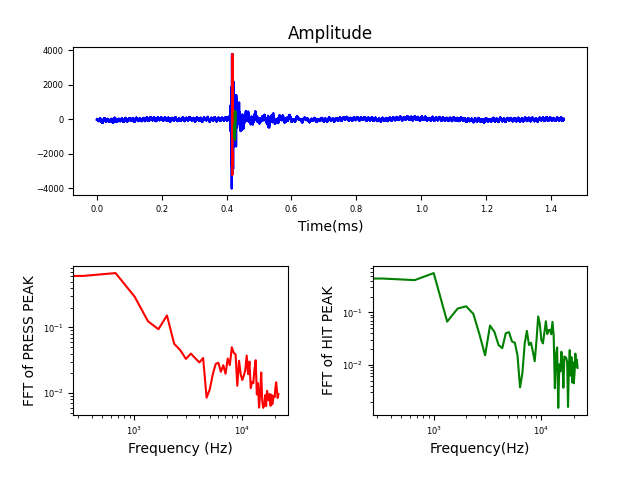 Amplitude
4000
2000
0
−2000
−4000
0.0 0.2 0.4 0.6 0.8 1.0 1.2 1.4
Time(ms)
FFT of PRESS PEAK
10⁻¹
10⁻²
10³ 10⁴
Frequency (Hz)
FFT of HIT PEAK
10⁻¹
10⁻²
10³ 10⁴
Frequency(Hz)